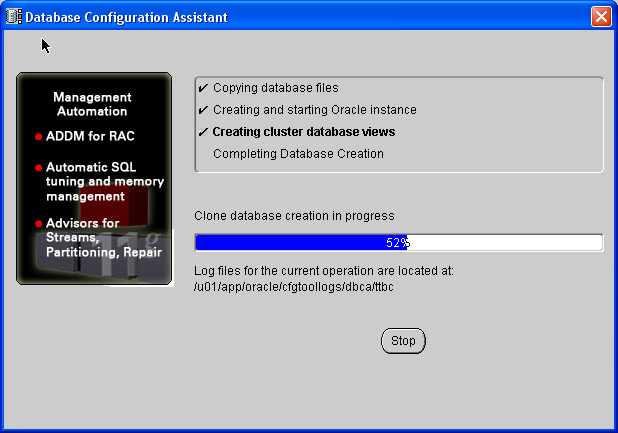 Database Configuration Assistant
Management
Automation
ADDM for RAC
Automatic SQL
tuning and memory
management
Advisors for
Streams,
Partitioning, Repair
11g
Copying database files
Creating and starting Oracle instance
Creating cluster database views
Completing Database Creation
Clone database creation in progress
52%
Log files for the current operation are located at:
/u01/app/oracle/cfgtoollogs/dbca/ttbc
Stop